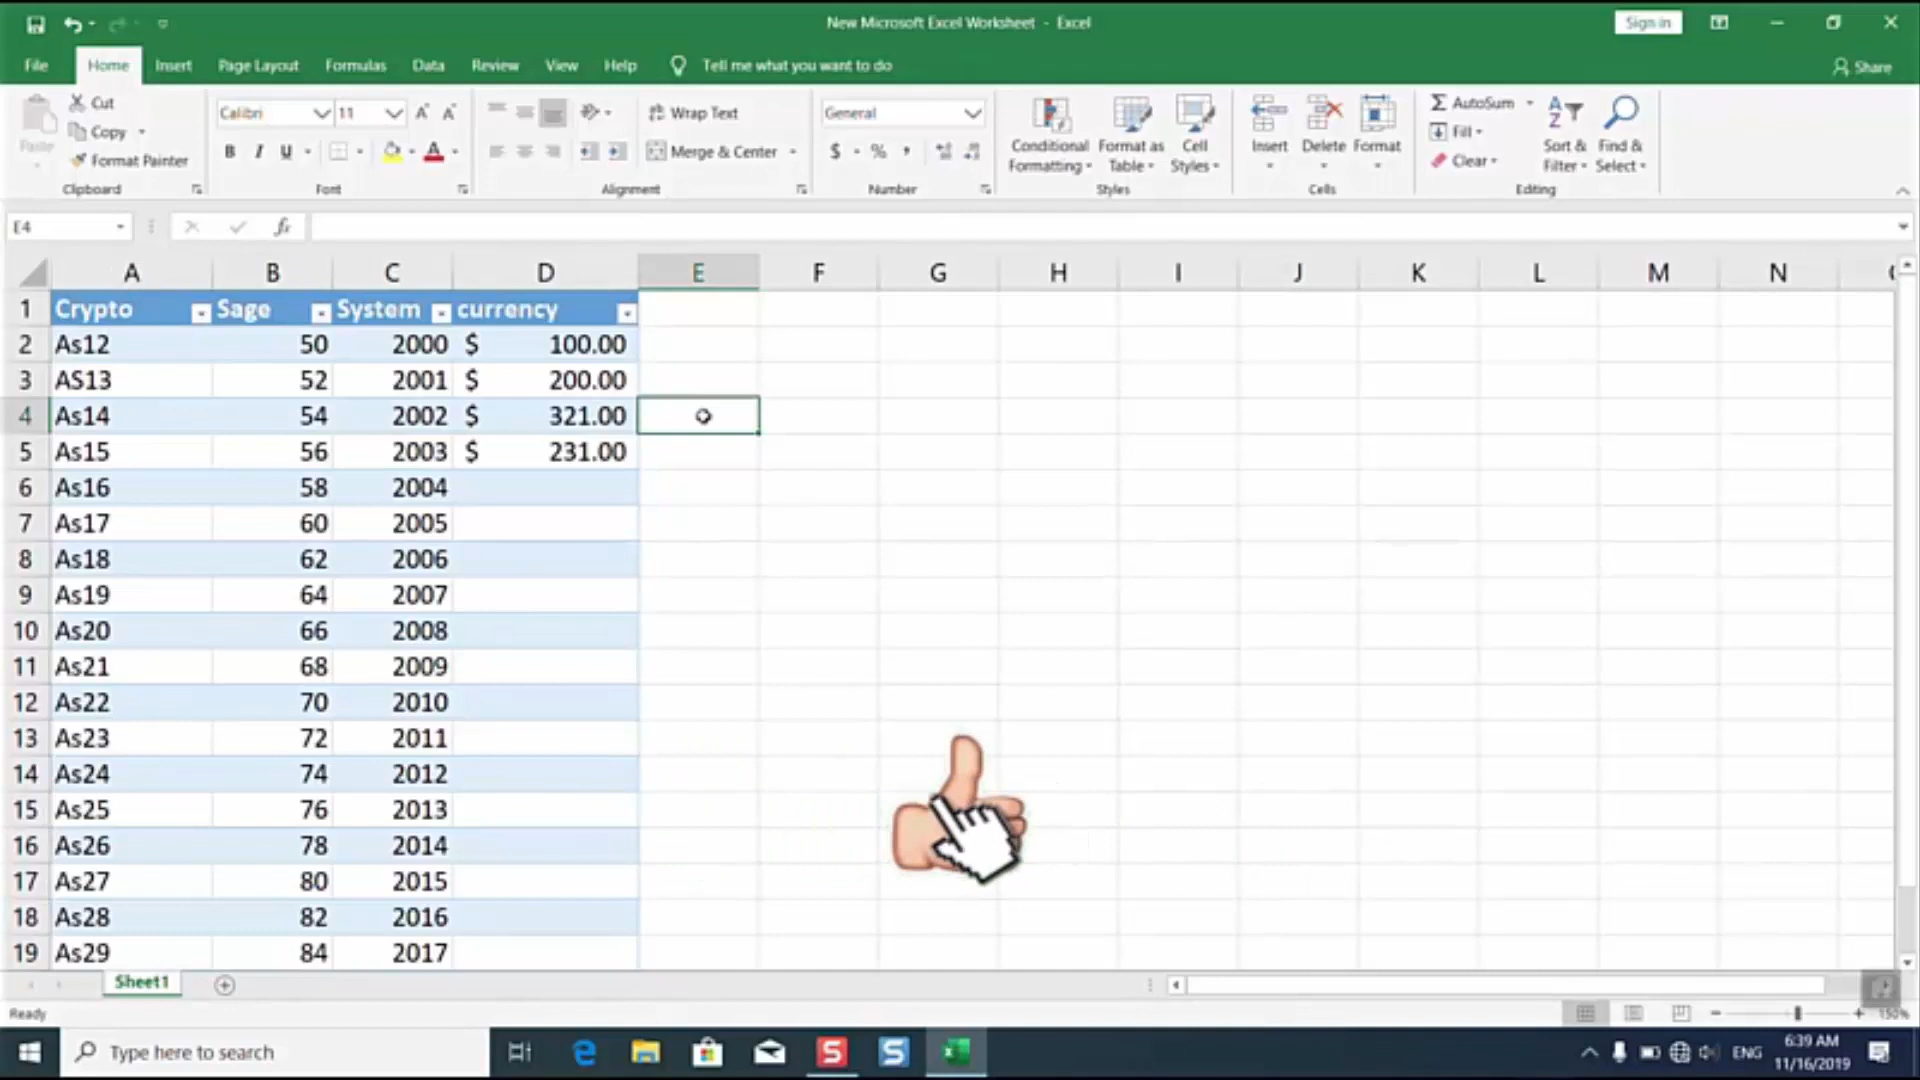 New Microsoft Excel Worksheet - Excel
Sign in
File Home Insert Page Layout Formulas Data Review View Help Tell me what you want to do Share
Paste Cut Copy Format Painter Clipboard
Calibri 11 A A B I U A Font
Wrap Text Merge & Center Alignment
General $ % , Number
Conditional Formatting Format as Table Cell Styles Styles
Insert Delete Format Cells
AutoSum Fill Clear Sort & Filter Find & Select Editing
E4 fx
A B C D E F G H I J K L M N
1 Crypto Sage System currency
2 As12 50 2000 $ 100.00
3 AS13 52 2001 $ 200.00
4 As14 54 2002 $ 321.00
5 As15 56 2003 $ 231.00
6 As16 58 2004
7 As17 60 2005
8 As18 62 2006
9 As19 64 2007
10 As20 66 2008
11 As21 68 2009
12 As22 70 2010
13 As23 72 2011
14 As24 74 2012
15 As25 76 2013
16 As26 78 2014
17 As27 80 2015
18 As28 82 2016
19 As29 84 2017
Sheet1
Ready 150%
Type here to search
ENG 6:39 AM
11/16/2019